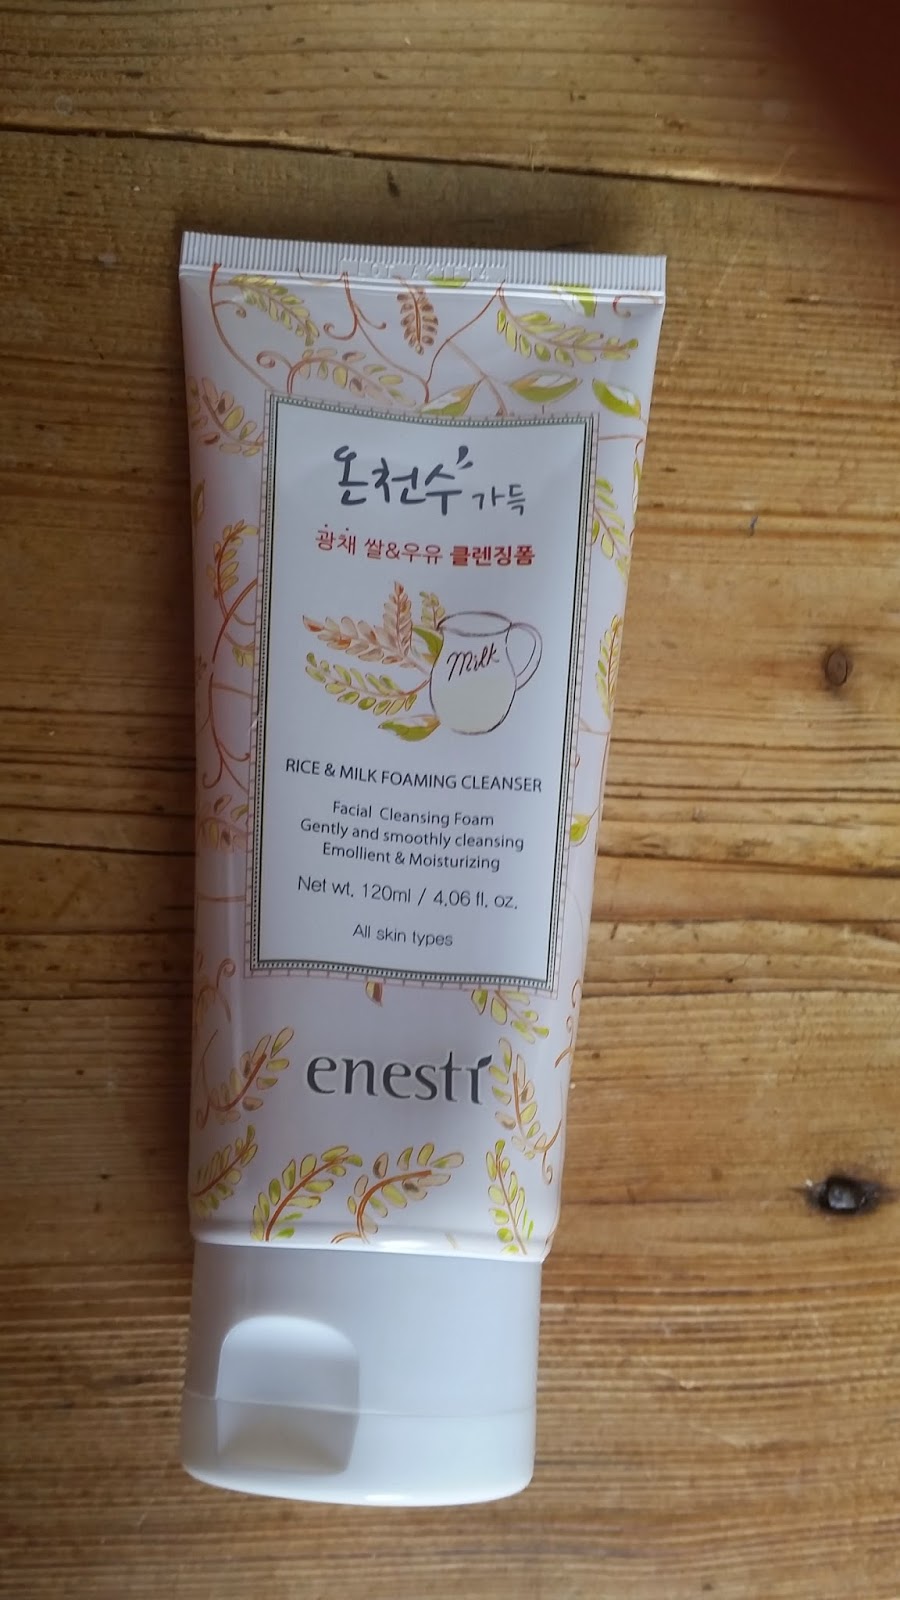 온천수 가득
광채 쌀&우유 클렌징폼
Milk
RICE & MILK FOAMING CLEANSER
Facial Cleansing Foam
Gently and smoothly cleansing
Emollient & Moisturizing
Net wt. 120ml / 4.06 fl. oz.
All skin types
enesti